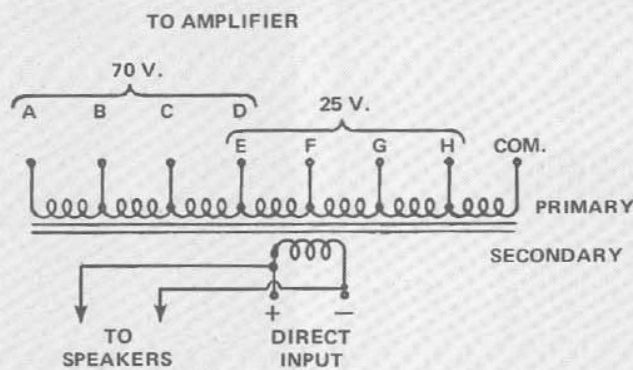 TO AMPLIFIER
70 V.
A B C D
25 V.
E F G H COM.
PRIMARY
SECONDARY
+ −
TO SPEAKERS
DIRECT INPUT